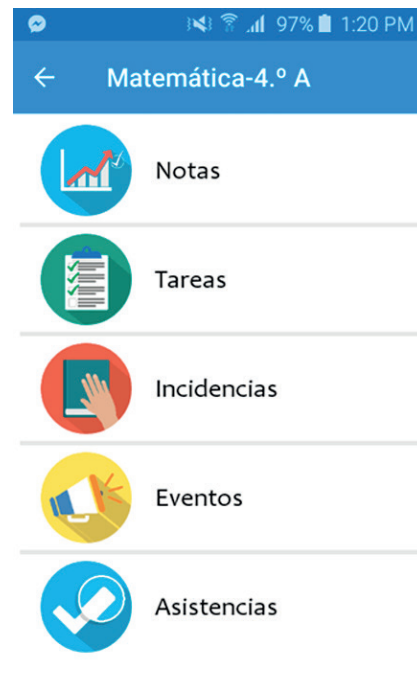 97% 1:20 PM
Matemática-4.º A
Notas
Tareas
Incidencias
Eventos
Asistencias